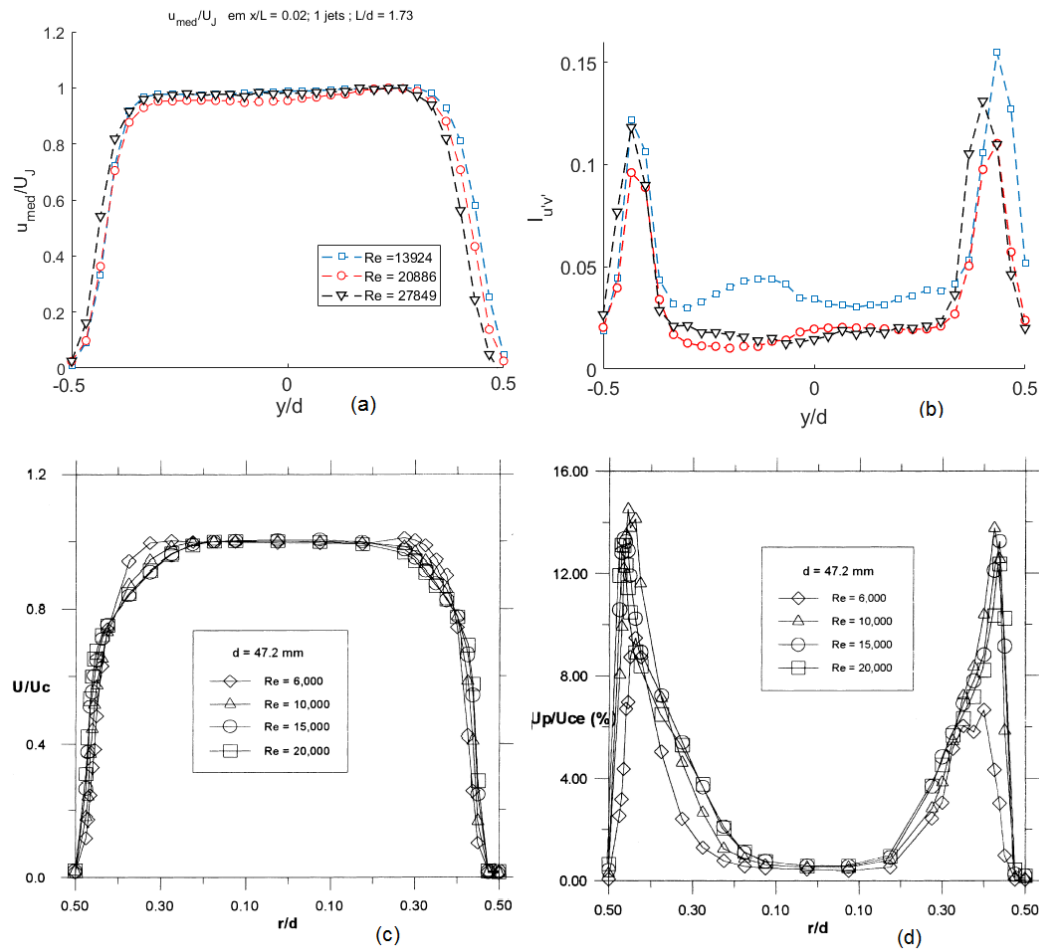 u_med/U_J em x/L = 0.02; 1 jets ; L/d = 1.73
1.2
1
0.8
0.6
0.4
0.2
0
u_med/U_J
Re =13924
Re = 20886
Re = 27849
-0.5
0
0.5
y/d
(a)
0.15
0.1
0.05
0
I_u'v'
-0.5
0
0.5
y/d
(b)
1.2
0.8
U/Uc
0.4
0.0
d = 47.2 mm
Re = 6,000
Re = 10,000
Re = 15,000
Re = 20,000
0.50
0.30
0.10
0.10
0.30
0.50
r/d
(c)
16.00
12.00
8.00
Up/Uce (%)
4.00
0.00
d = 47.2 mm
Re = 6,000
Re = 10,000
Re = 15,000
Re = 20,000
0.50
0.30
0.10
0.10
0.30
0.50
r/d
(d)